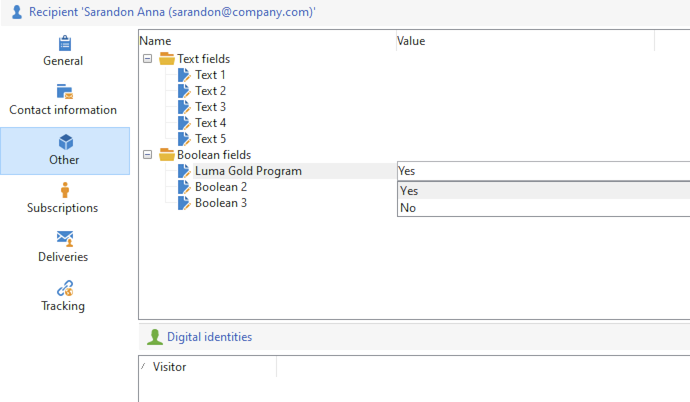 Recipient 'Sarandon Anna (sarandon@company.com)'
General
Contact information
Other
Subscriptions
Deliveries
Tracking
Name Value
Text fields
Text 1
Text 2
Text 3
Text 4
Text 5
Boolean fields
Luma Gold Program Yes
Boolean 2 Yes
Boolean 3 No
Digital identities
Visitor